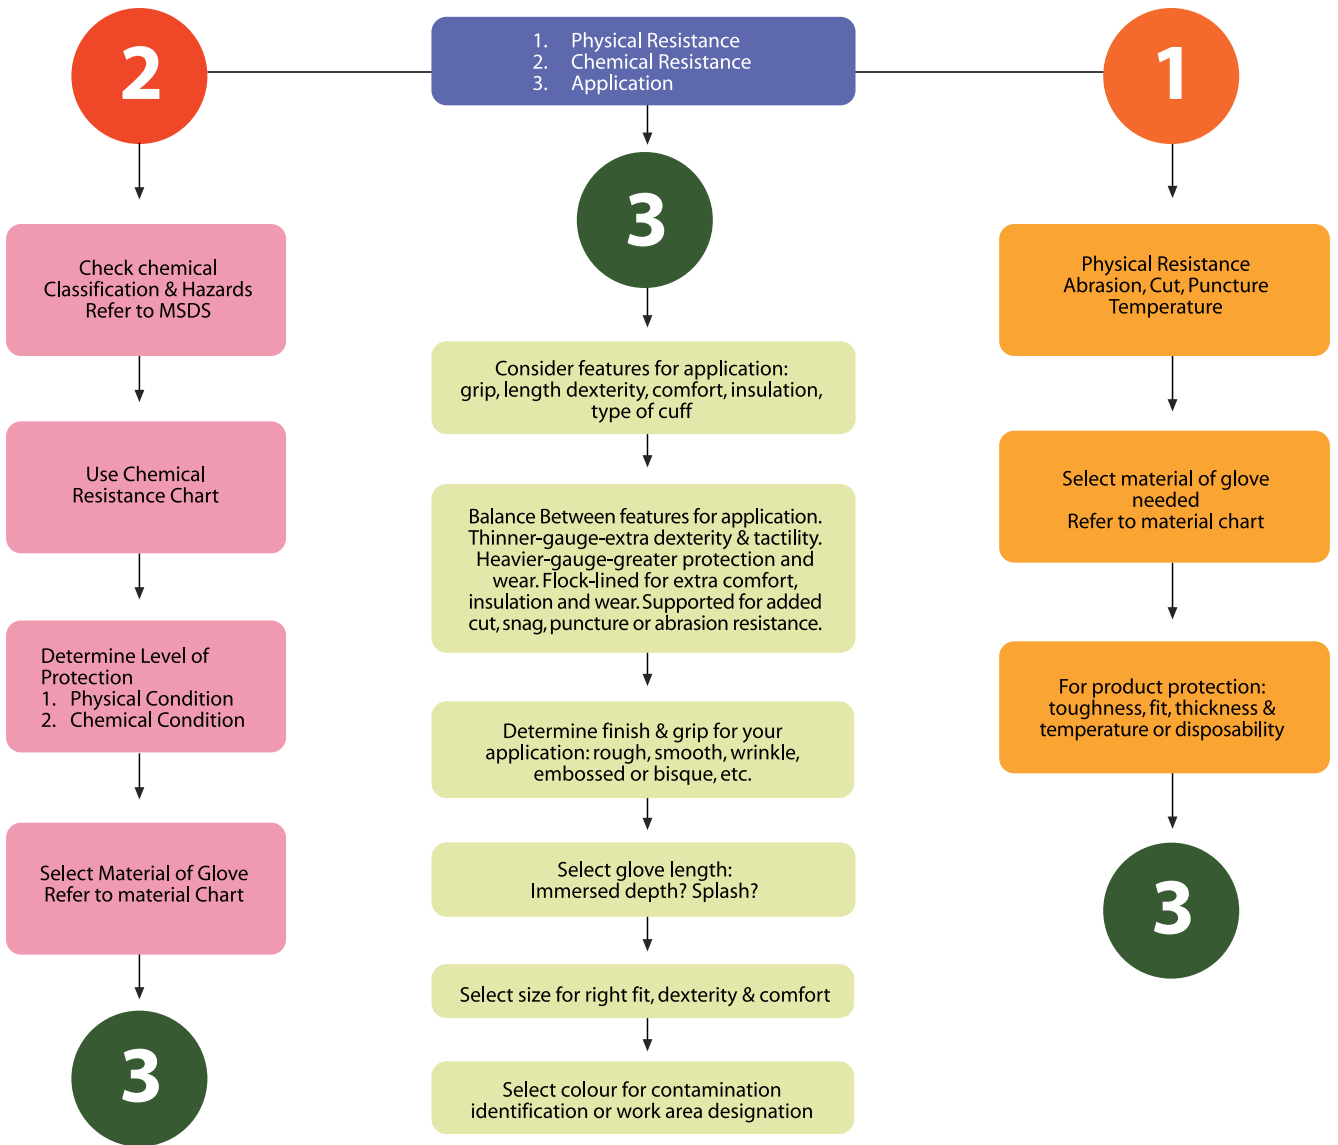 2
1. Physical Resistance
2. Chemical Resistance
3. Application
1
Check chemical
Classification & Hazards
Refer to MSDS
Use Chemical
Resistance Chart
Determine Level of
Protection
1. Physical Condition
2. Chemical Condition
Select Material of Glove
Refer to material Chart
3
3
Consider features for application:
grip, length dexterity, comfort, insulation,
type of cuff
Balance Between features for application.
Thinner-gauge-extra dexterity & tactility.
Heavier-gauge-greater protection and
wear. Flock-lined for extra comfort,
insulation and wear. Supported for added
cut, snag, puncture or abrasion resistance.
Determine finish & grip for your
application: rough, smooth, wrinkle,
embossed or bisque, etc.
Select glove length:
Immersed depth? Splash?
Select size for right fit, dexterity & comfort
Select colour for contamination
identification or work area designation
Physical Resistance
Abrasion, Cut, Puncture
Temperature
Select material of glove
needed
Refer to material chart
For product protection:
toughness, fit, thickness &
temperature or disposability
3